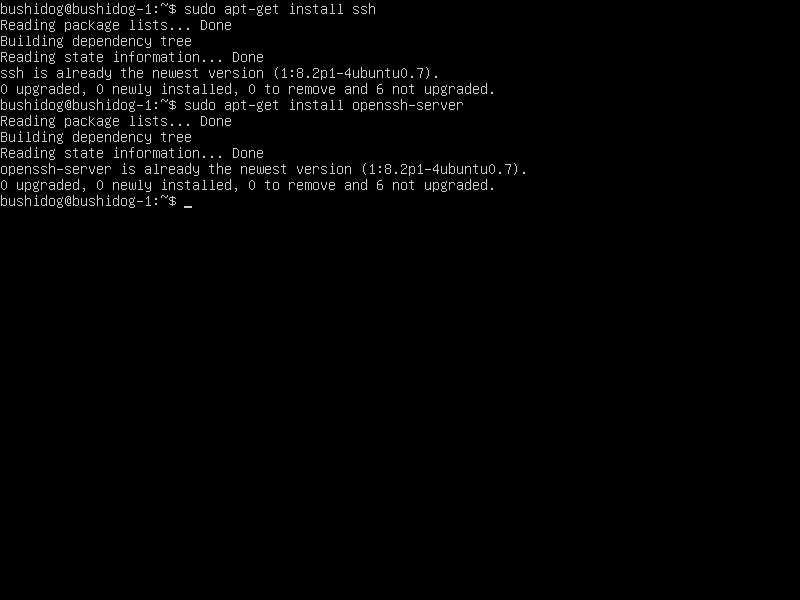 bushidog@bushidog-1:~$ sudo apt-get install ssh
Reading package lists... Done
Building dependency tree
Reading state information... Done
ssh is already the newest version (1:8.2p1-4ubuntu0.7).
0 upgraded, 0 newly installed, 0 to remove and 6 not upgraded.
bushidog@bushidog-1:~$ sudo apt-get install openssh-server
Reading package lists... Done
Building dependency tree
Reading state information... Done
openssh-server is already the newest version (1:8.2p1-4ubuntu0.7).
0 upgraded, 0 newly installed, 0 to remove and 6 not upgraded.
bushidog@bushidog-1:~$ _